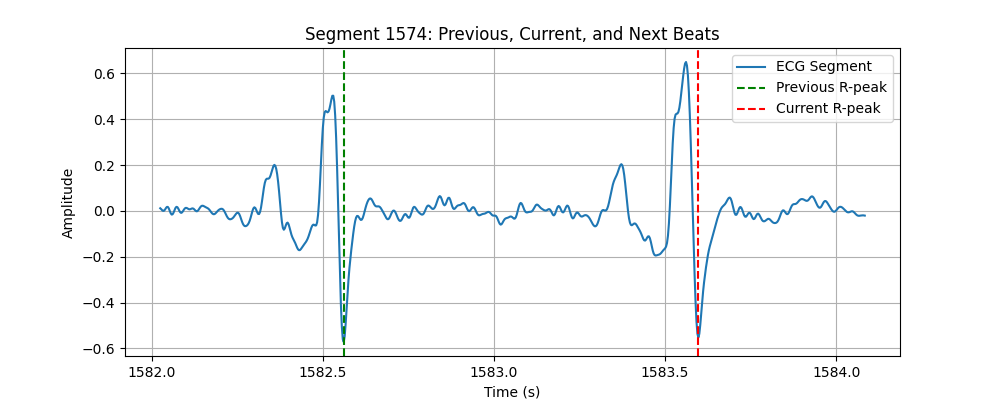 Segment 1574: Previous, Current, and Next Beats
ECG Segment
Previous R-peak
Current R-peak
Amplitude
0.6
0.4
0.2
0.0
−0.2
−0.4
−0.6
1582.0 1582.5 1583.0 1583.5 1584.0
Time (s)